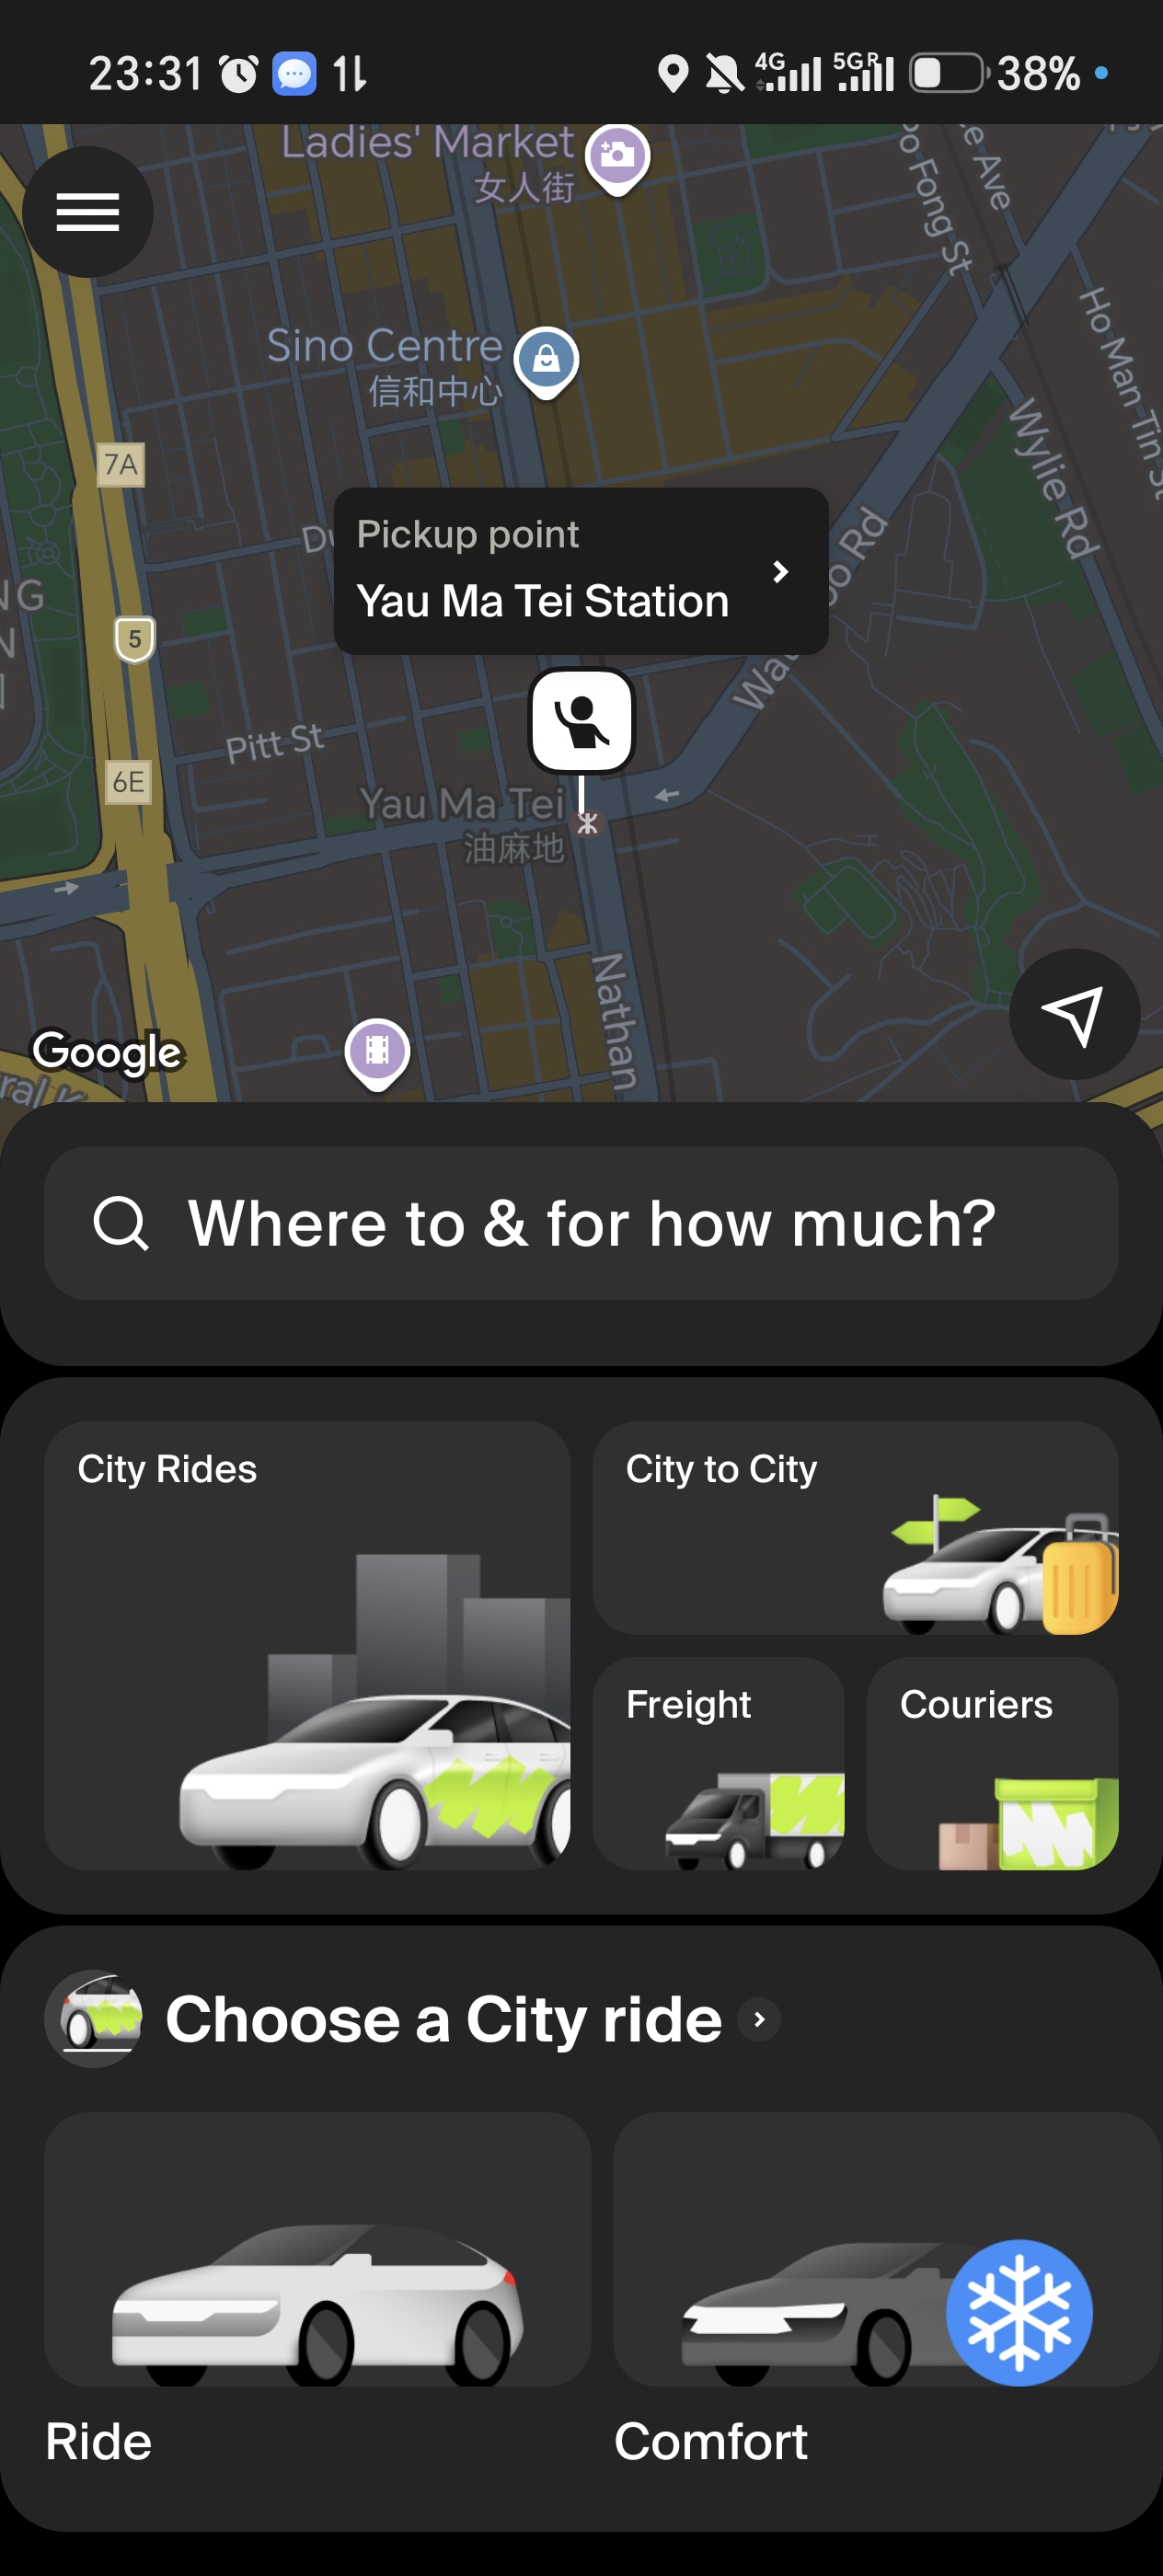 23:31
4G
5G R
38%
Ladies' Market
女人街
Sino Centre
信和中心
7A
Pickup point
Yau Ma Tei Station
5
Wylie Rd
Ho Man Tin St
Pitt St
6E
Yau Ma Tei
油麻地
Nathan
Google
Where to & for how much?
City Rides
City to City
Freight
Couriers
Choose a City ride
Ride
Comfort